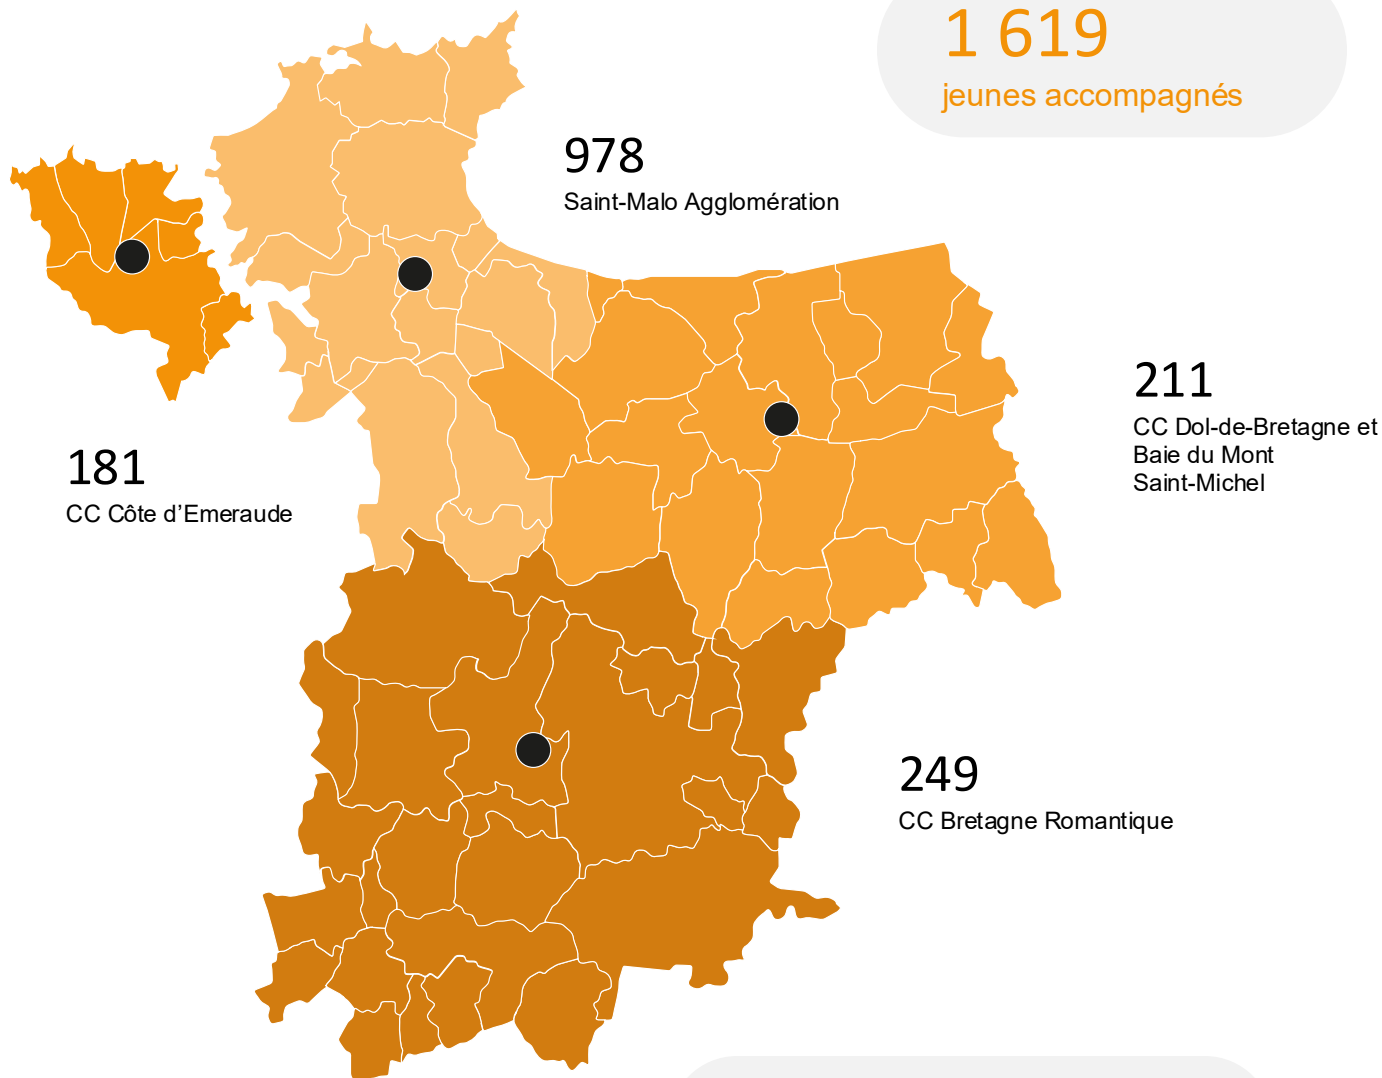 1 619
jeunes accompagnés
978
Saint-Malo Agglomération
211
CC Dol-de-Bretagne et
Baie du Mont
Saint-Michel
181
CC Côte d’Emeraude
249
CC Bretagne Romantique